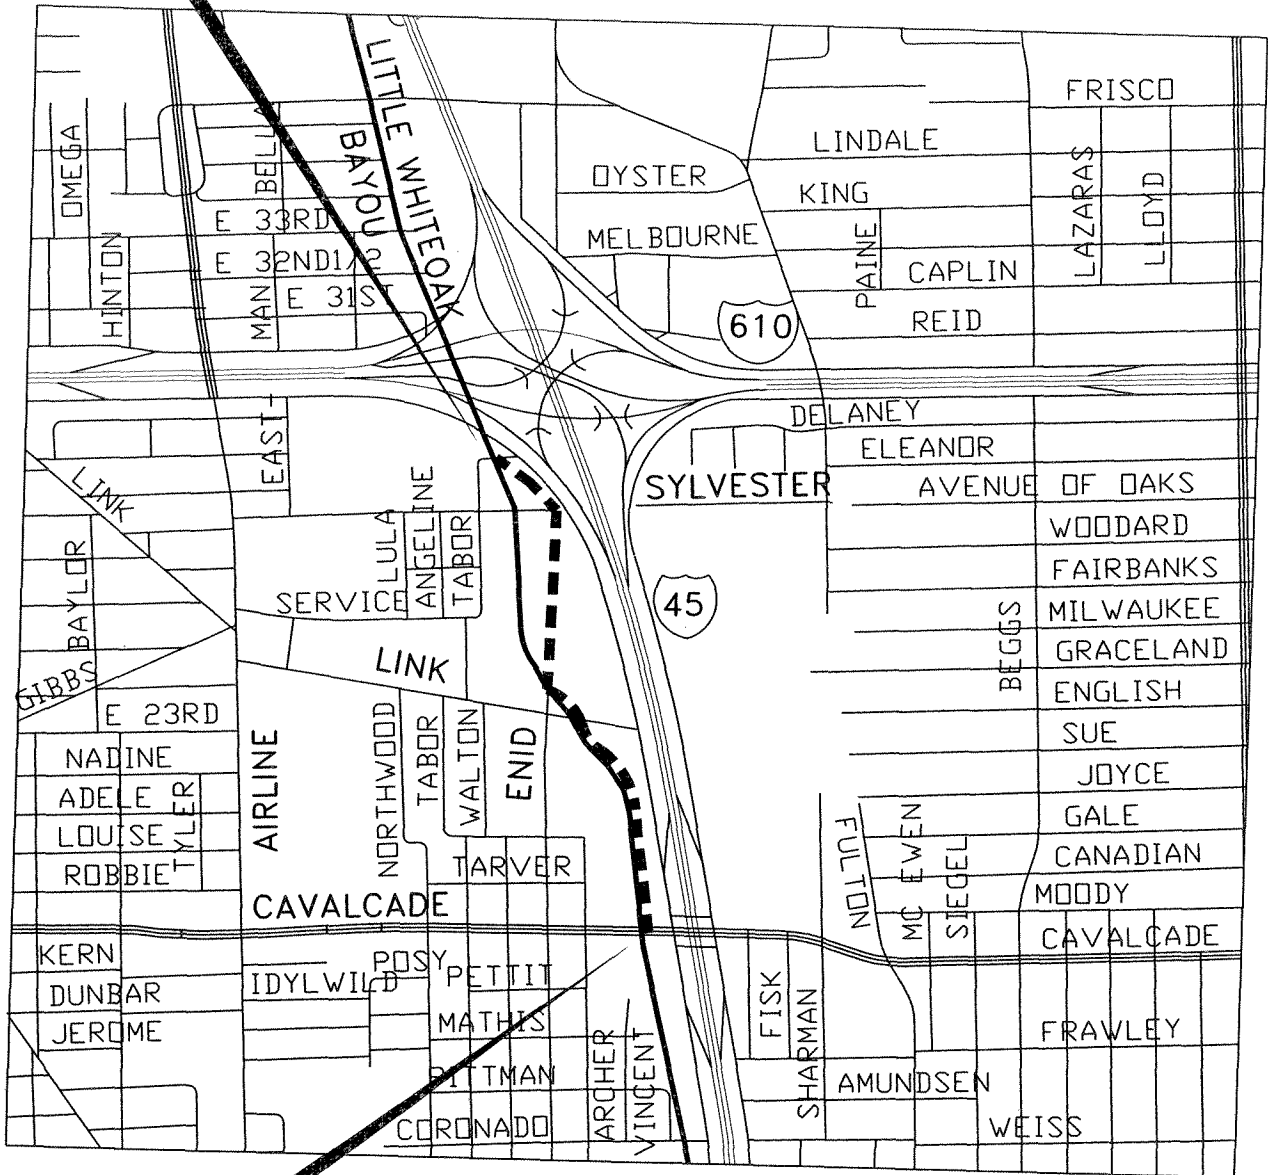 FRISCO
LINDALE
OMEGA
BELLA
LITTLE WHITEOAK
BAYOU
OYSTER
KING
LAZARAS
LLOYD
E 33RD
MELBOURNE
PAINE
HINTON
E 32ND1/2
CAPLIN
MAN
E 31ST
610
REID
DELANEY
EAST-
ELEANOR
LINK
SYLVESTER
AVENUE OF OAKS
LULA
ANGELINE
TABOR
WOODARD
BAYLOR
FAIRBANKS
SERVICE
45
BEGGS
MILWAUKEE
GRACELAND
GIBBS
LINK
ENGLISH
E 23RD
NORTHWOOD
TABOR
WALTON
ENID
SUE
NADINE
AIRLINE
JOYCE
ADELE
TYLER
GALE
LOUISE
FULTON
MC EWEN
SIEGEL
CANADIAN
ROBBIE
TARVER
MOODY
CAVALCADE
CAVALCADE
KERN
POSY
IDYLWILD
PETTIT
DUNBAR
FISK
SHARMAN
JEROME
MATHIS
ARCHER
VINCENT
FRAWLEY
PITTMAN
AMUNDSEN
CORONADO
WEISS